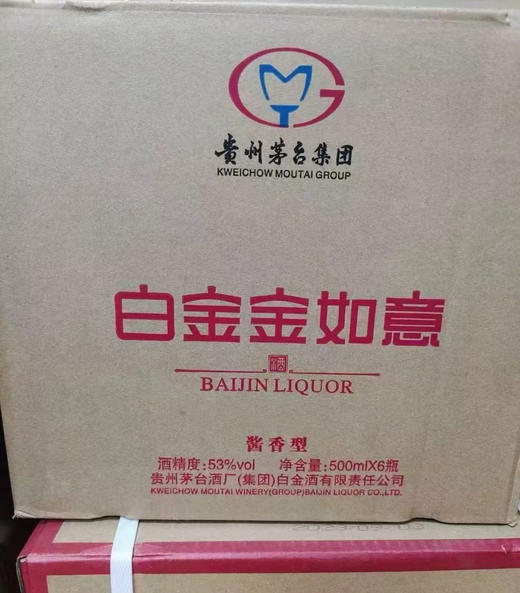 贵州茅台集团
KWEICHOW MOUTAI GROUP
白金金如意
酒
BAIJIN LIQUOR
酱香型
酒精度:53%vol 净含量:500mlX6瓶
贵州茅台酒厂(集团)白金酒有限责任公司
KWEICHOW MOUTAI WINERY(GROUP)BAIJIN LIQUOR CO.,LTD.